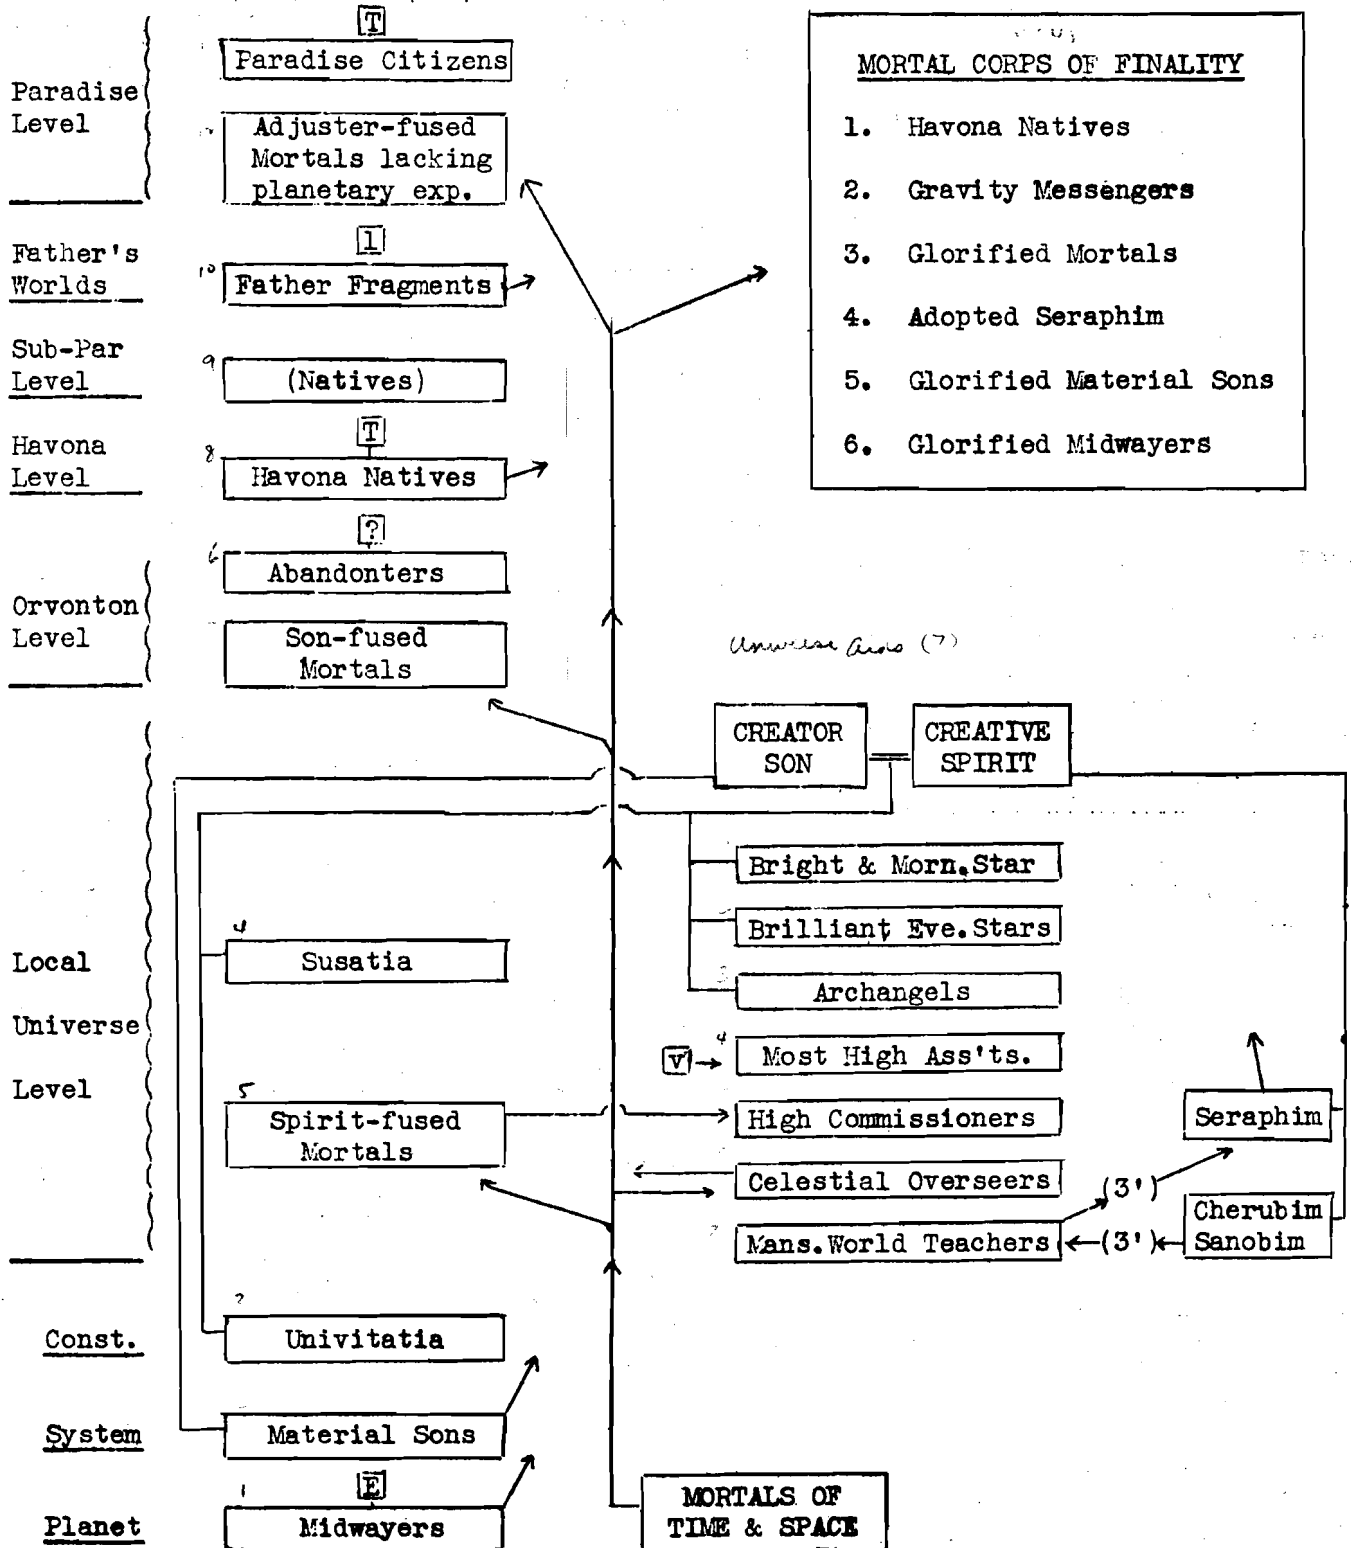 T
Paradise Citizens
Paradise
Level
Adjuster-fused
Mortals lacking
planetary exp.
MORTAL CORPS OF FINALITY
1. Havona Natives
2. Gravity Messengers
3. Glorified Mortals
4. Adopted Seraphim
5. Glorified Material Sons
6. Glorified Midwayers
Father's
Worlds
1
10
Father Fragments
Sub-Par
Level
9
(Natives)
Havona
Level
T
8
Havona Natives
?
6
Abandonters
Orvonton
Level
Son-fused
Mortals
(7)
CREATOR
SON
CREATIVE
SPIRIT
Bright & Morn.Star
Brilliant Eve.Stars
Archangels
Local
Universe
Level
4
Susatia
V
4
Most High Ass'ts.
5
Spirit-fused
Mortals
High Commissioners
Seraphim
Celestial Overseers
(3')
Mans.World Teachers
(3')
Cherubim
Sanobim
Const.
Univitatia
System
Material Sons
E
1
Planet
Midwayers
MORTALS OF
TIME & SPACE